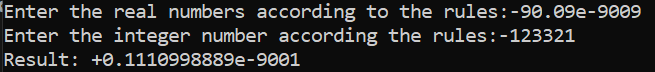 Enter the real numbers according to the rules:-90.09e-9009
Enter the integer number according the rules:-123321
Result: +0.1110998889e-9001